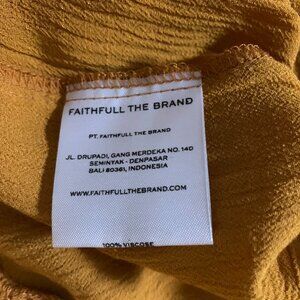 FAITHFULL THE BRAND
PT. FAITHFULL THE BRAND
JL. DRUPADI, GANG MERDEKA NO. 14D
SEMINYAK - DENPASAR
BALI 80361, INDONESIA
WWW.FAITHFULLTHEBRAND.COM
100% VISCOSE